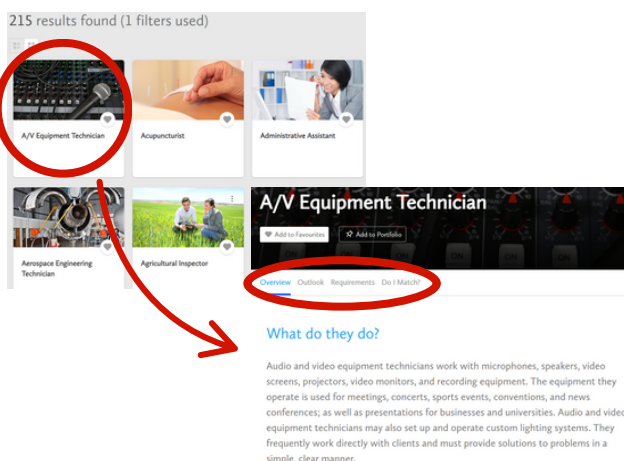 215 results found (1 filters used)
A/V Equipment Technician
Acupuncturist
Administrative Assistant
Aerospace Engineering
Technician
Agricultural Inspector
A/V Equipment Technician
Add to Favourites
Add to Portfolio
ON
ON
ON
ON
ON
Overview Outlook Requirements Do I Match?
What do they do?
Audio and video equipment technicians work with microphones, speakers, video
screens, projectors, video monitors, and recording equipment. The equipment they
operate is used for meetings, concerts, sports events, conventions, and news
conferences; as well as presentations for businesses and universities. Audio and video
equipment technicians may also set up and operate custom lighting systems. They
frequently work directly with clients and must provide solutions to problems in a
simple, clear manner.